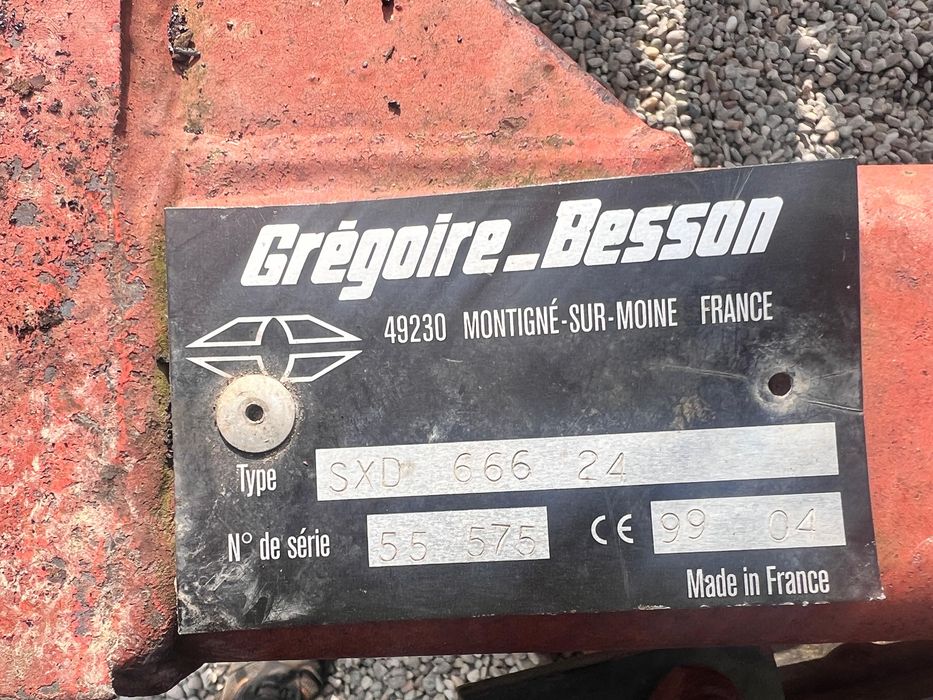 Grégoire_Besson
49230 MONTIGNÉ-SUR-MOINE FRANCE
Type SXD 666 24
N° de série 55 575 CE 99 04
Made in France